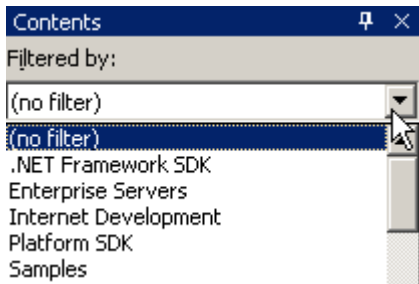 Contents
Filtered by:
(no filter)
(no filter)
.NET Framework SDK
Enterprise Servers
Internet Development
Platform SDK
Samples